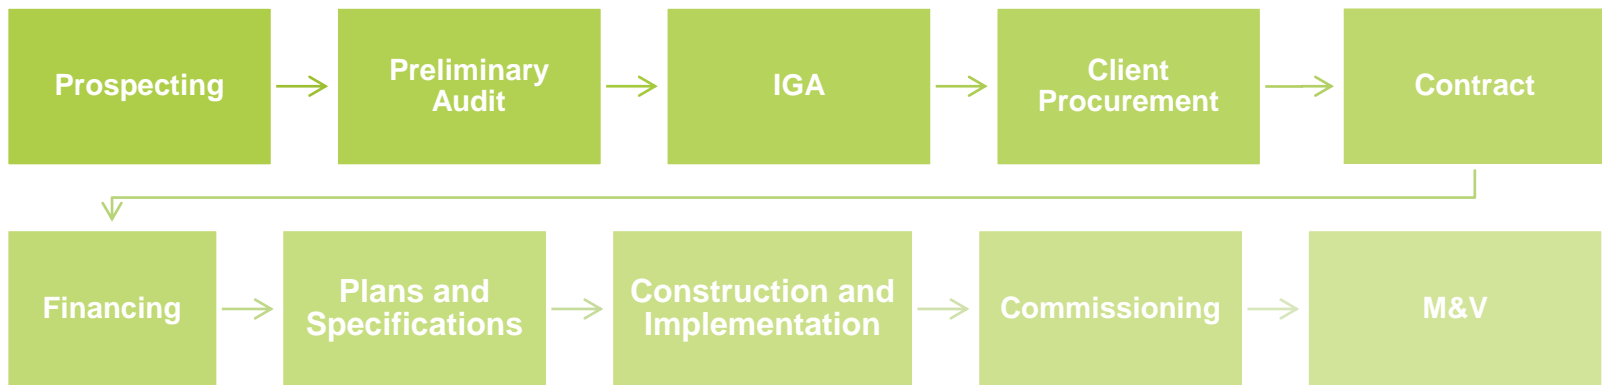 Prospecting
Preliminary
Audit
IGA
Client
Procurement
Contract
Financing
Plans and
Specifications
Construction and
Implementation
Commissioning
M&V